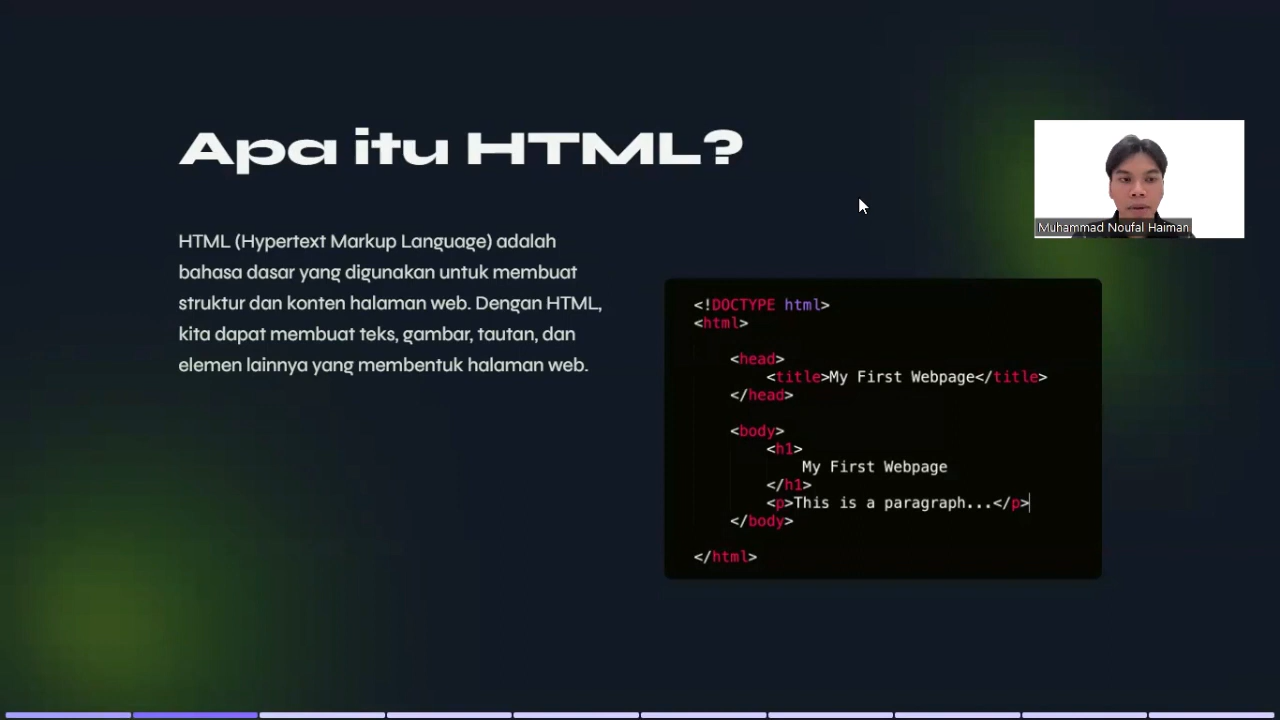 Apa itu HTML?
HTML (Hypertext Markup Language) adalah
bahasa dasar yang digunakan untuk membuat
struktur dan konten halaman web. Dengan HTML,
kita dapat membuat teks, gambar, tautan, dan
elemen lainnya yang membentuk halaman web.
Muhammad Noufal Haiman
<!DOCTYPE html>
<html>
<head>
<title>My First Webpage</title>
</head>
<body>
<h1>
My First Webpage
</h1>
<p>This is a paragraph...</p>
</body>
</html>